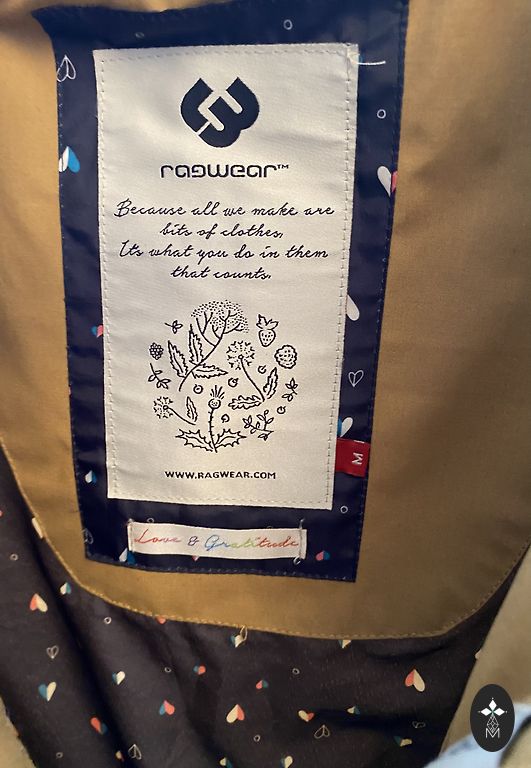 ragwear™
Because all we make are
bits of clothes,
It's what you do in them
that counts.
M
WWW.RAGWEAR.COM
Love & Gratitude
M